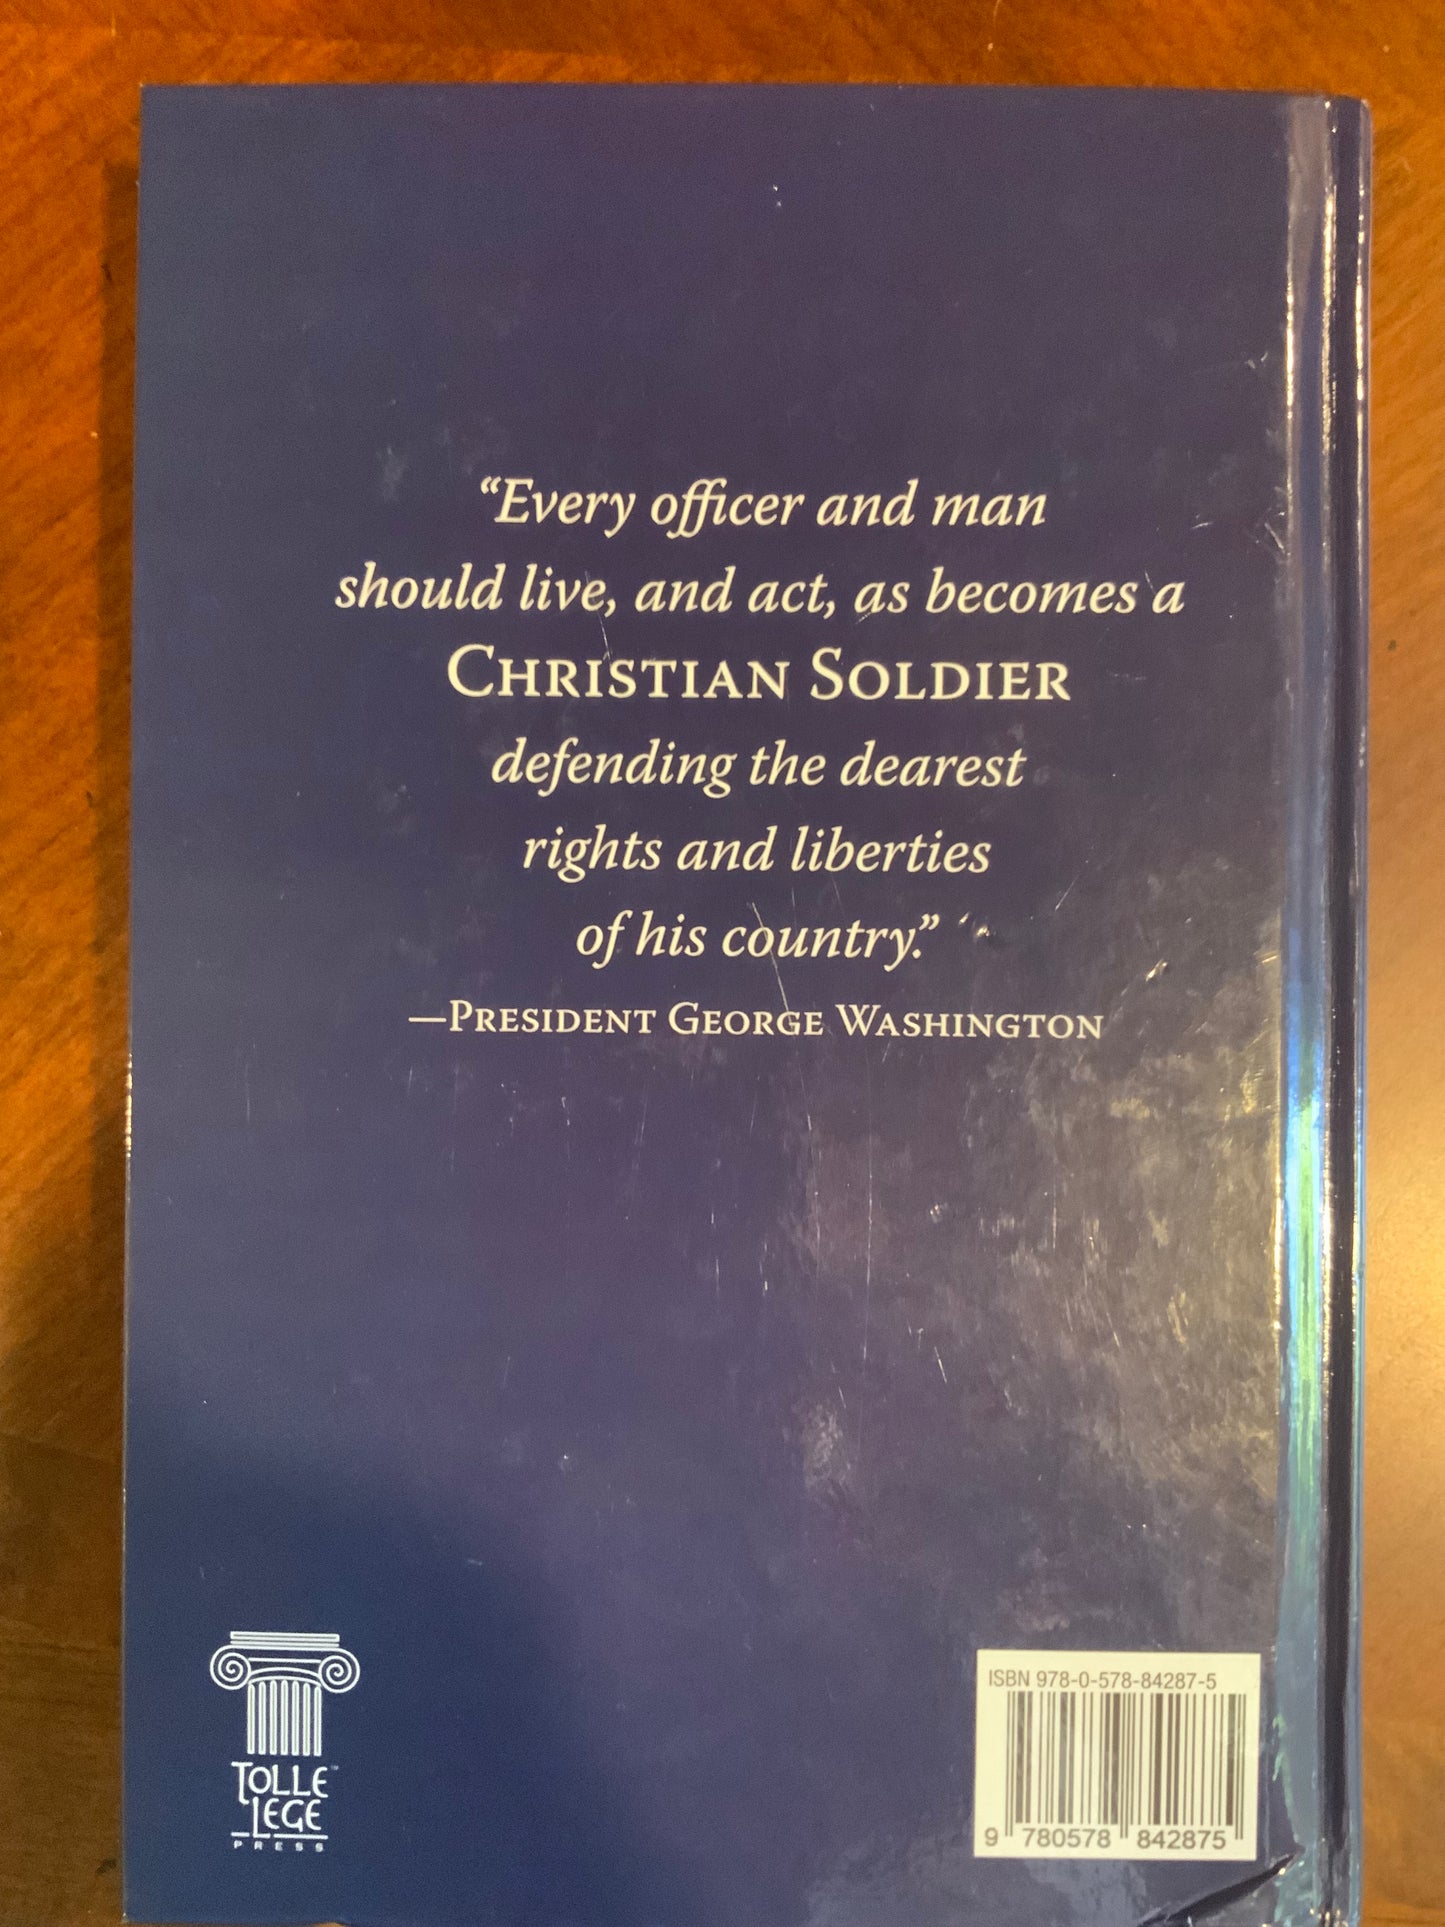 “Every officer and man
should live, and act, as becomes a
CHRISTIAN SOLDIER
defending the dearest
rights and liberties
of his country.”
—PRESIDENT GEORGE WASHINGTON
TOLLE™
LEGE
PRESS
ISBN 978-0-578-84287-5
9 780578 842875